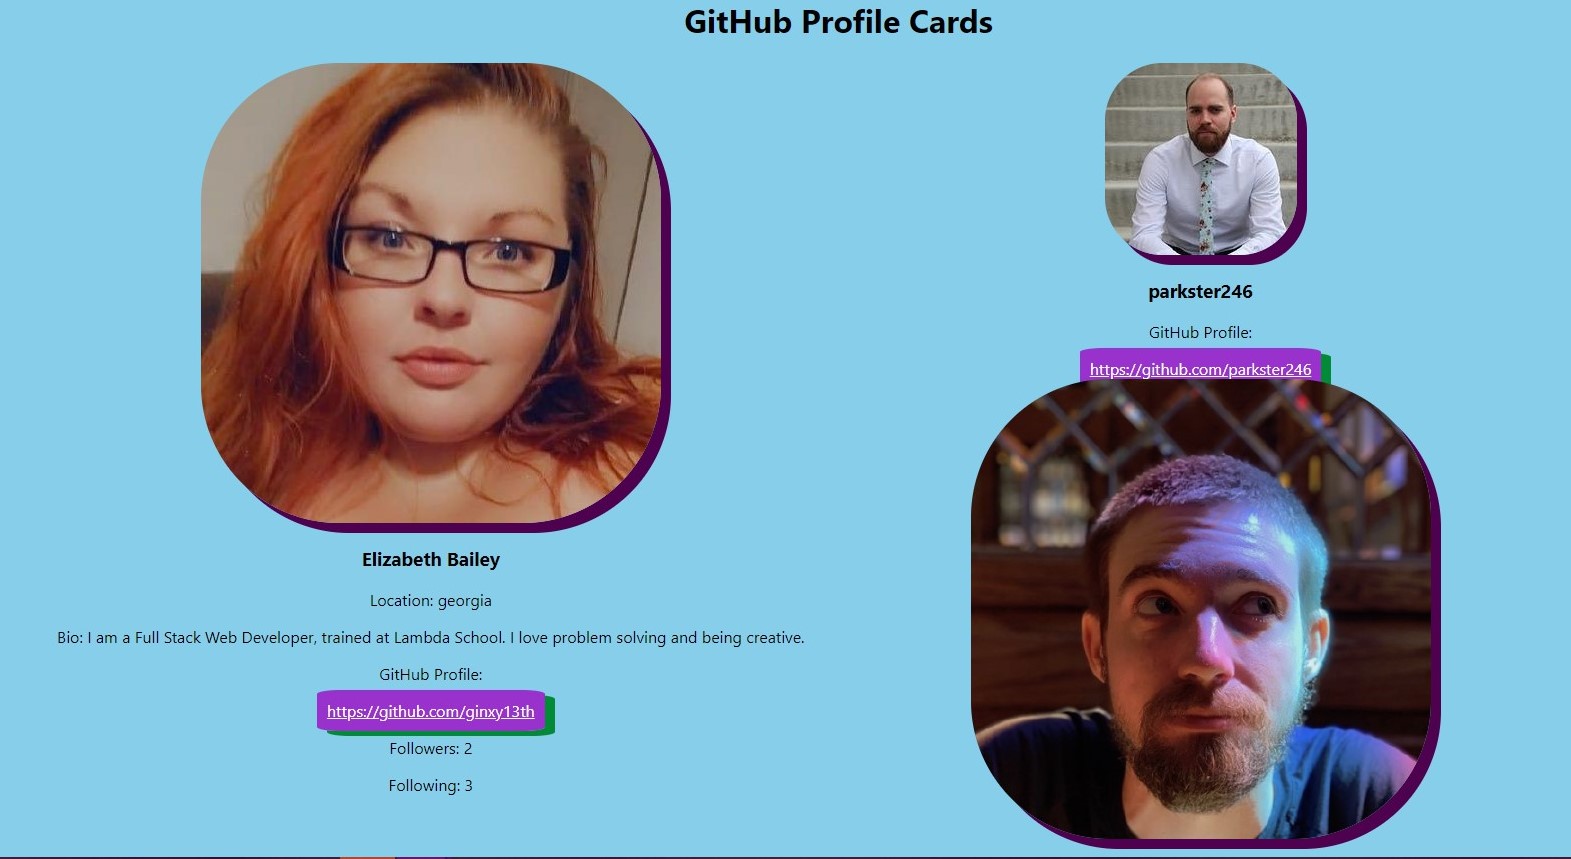 GitHub Profile Cards
Elizabeth Bailey
Location: georgia
Bio: I am a Full Stack Web Developer, trained at Lambda School. I love problem solving and being creative.
GitHub Profile:
https://github.com/ginxy13th
Followers: 2
Following: 3
parkster246
GitHub Profile:
https://github.com/parkster246